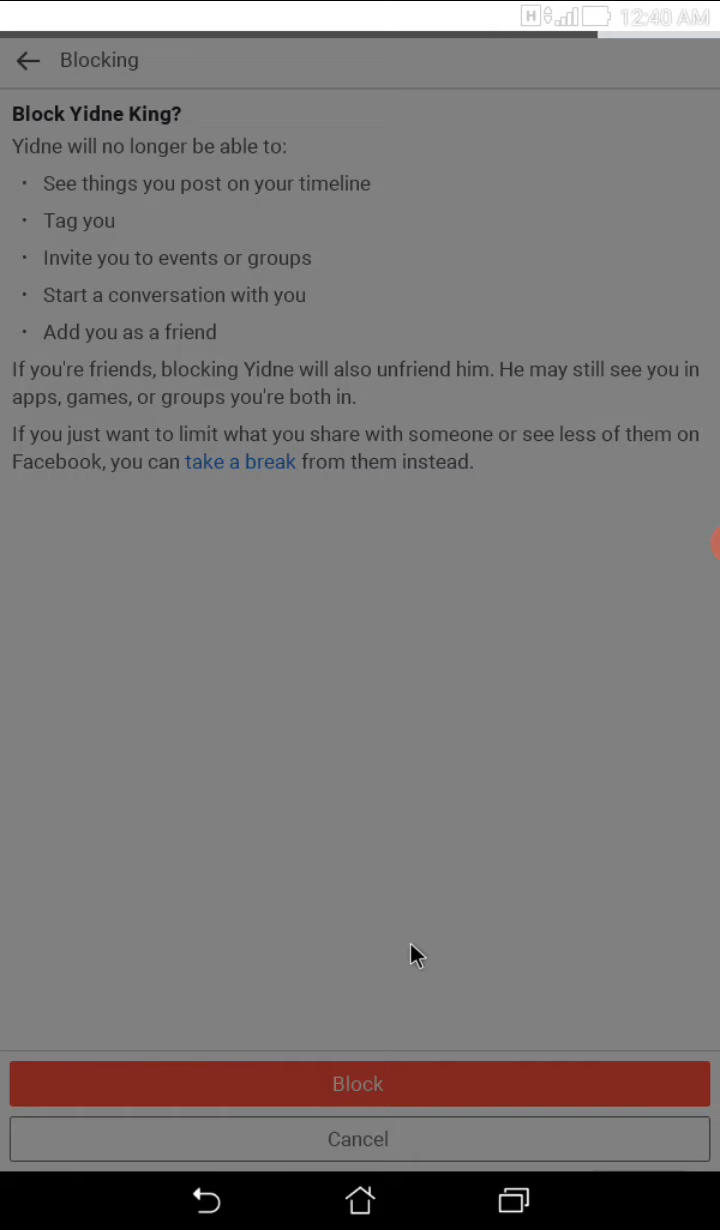 H 12:40 AM
Blocking
Block Yidne King?
Yidne will no longer be able to:
· See things you post on your timeline
· Tag you
· Invite you to events or groups
· Start a conversation with you
· Add you as a friend
If you're friends, blocking Yidne will also unfriend him. He may still see you in
apps, games, or groups you're both in.
If you just want to limit what you share with someone or see less of them on
Facebook, you can take a break from them instead.
Block
Cancel